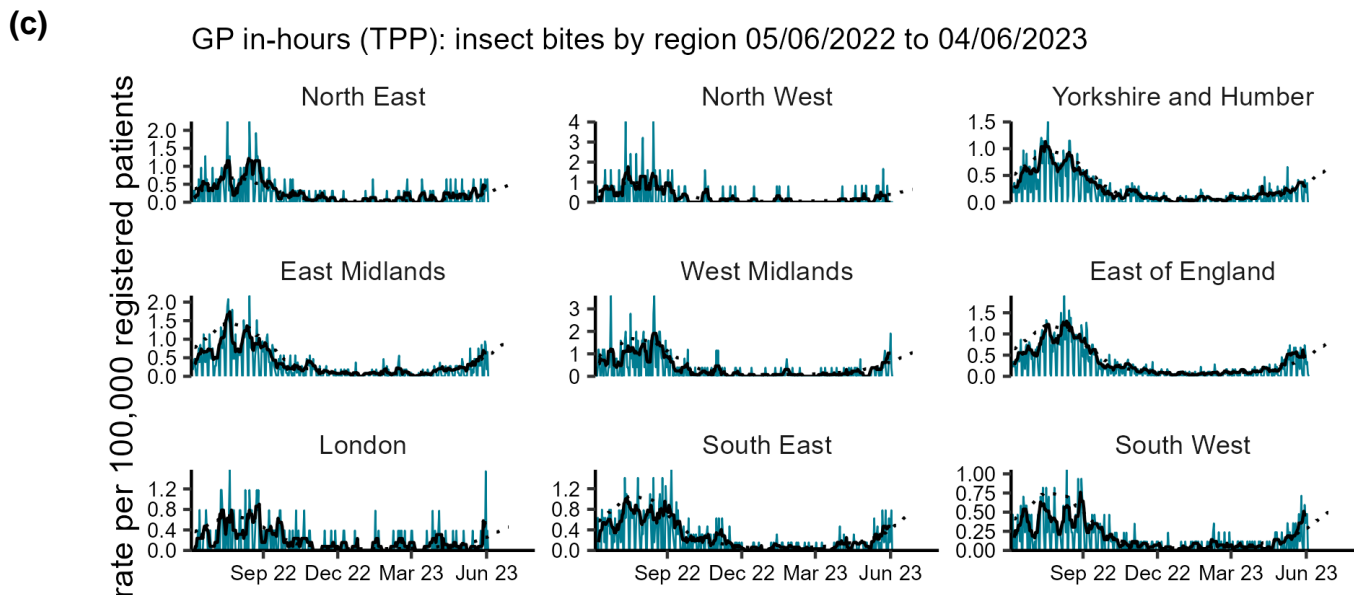 (c)
GP in-hours (TPP): insect bites by region 05/06/2022 to 04/06/2023
rate per 100,000 registered patients
North East
North West
Yorkshire and Humber
2.0
1.5
1.0
0.5
0.0
4
3
2
1
0
1.5
1.0
0.5
0.0
East Midlands
West Midlands
East of England
2.0
1.5
1.0
0.5
0.0
3
2
1
0
1.5
1.0
0.5
0.0
London
South East
South West
1.2
0.8
0.4
0.0
1.2
0.8
0.4
0.0
1.00
0.75
0.50
0.25
0.00
Sep 22 Dec 22 Mar 23 Jun 23
Sep 22 Dec 22 Mar 23 Jun 23
Sep 22 Dec 22 Mar 23 Jun 23